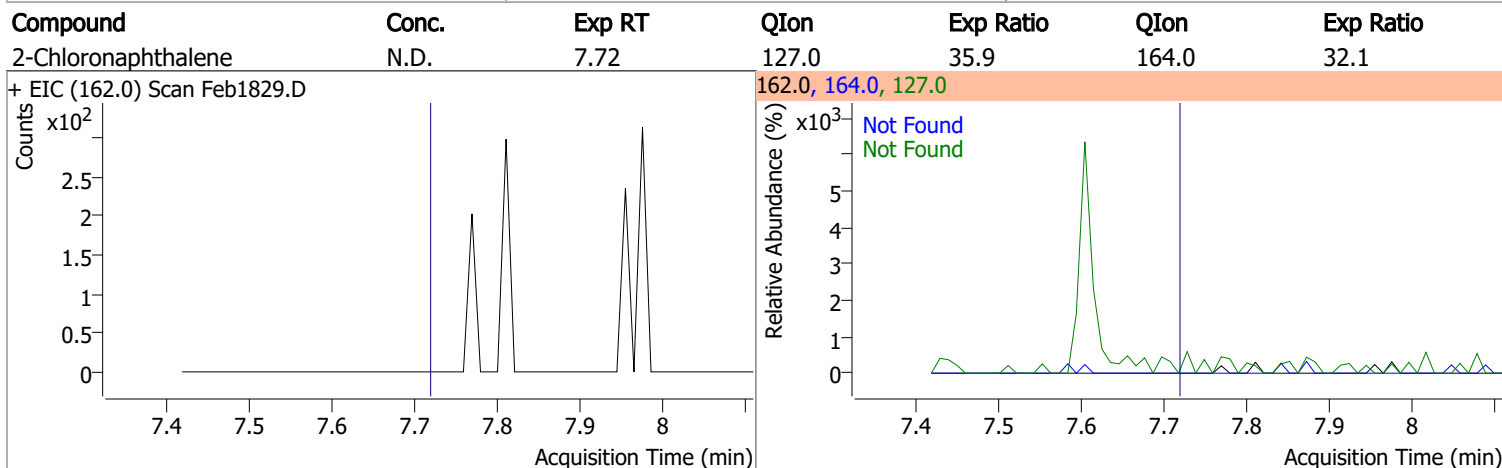 Compound Conc. Exp RT QIon Exp Ratio QIon Exp Ratio
2-Chloronaphthalene N.D. 7.72 127.0 35.9 164.0 32.1
+ EIC (162.0) Scan Feb1829.D
Counts
x10²
2.5
2
1.5
1
0.5
0
7.4 7.5 7.6 7.7 7.8 7.9 8
Acquisition Time (min)
162.0, 164.0, 127.0
Relative Abundance (%)
x10³
Not Found
Not Found
5
4
3
2
1
0
7.4 7.5 7.6 7.7 7.8 7.9 8
Acquisition Time (min)